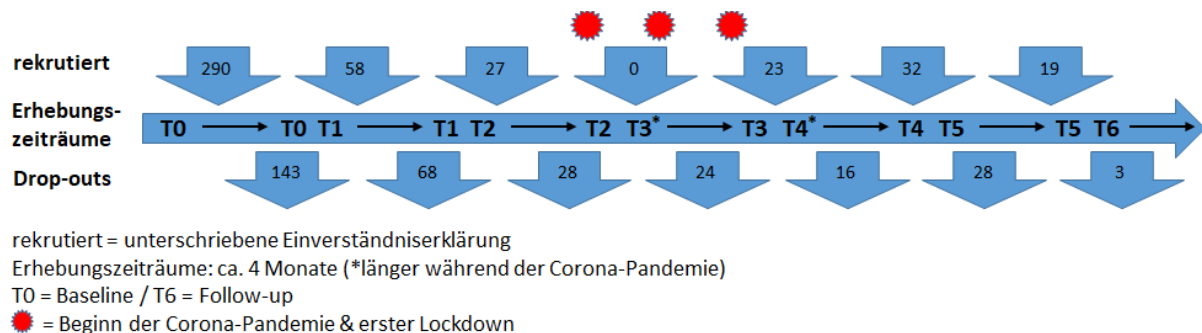 rekrutiert 290 58 27 0 23 32 19
Erhebungs-
zeiträume
T0 T0 T1 T1 T2 T2 T3* T3 T4* T4 T5 T5 T6
Drop-outs 143 68 28 24 16 28 3
rekrutiert = unterschriebene Einverständniserklärung
Erhebungszeiträume: ca. 4 Monate (*länger während der Corona-Pandemie)
T0 = Baseline / T6 = Follow-up
= Beginn der Corona-Pandemie & erster Lockdown